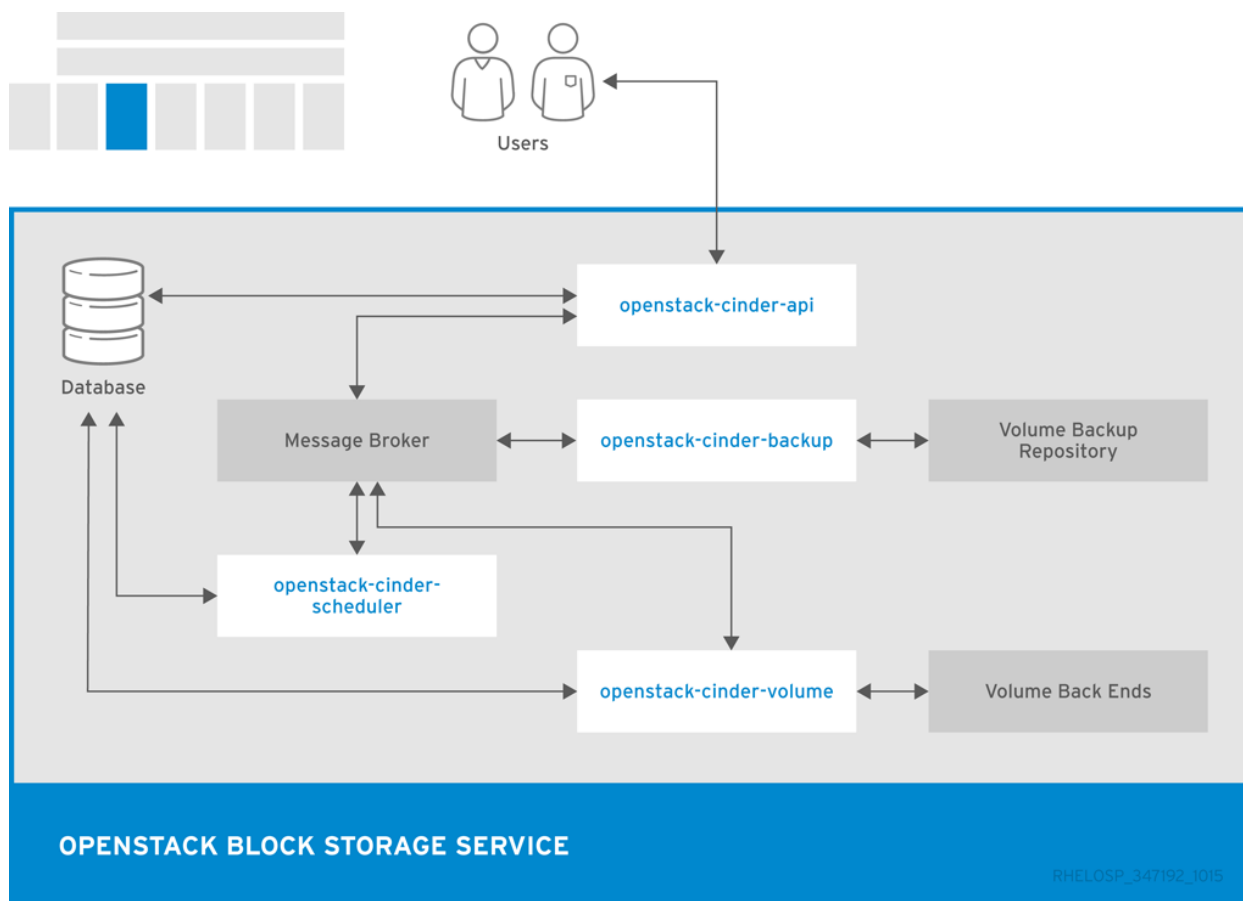 Users
Database
openstack-cinder-api
Message Broker
openstack-cinder-backup
Volume Backup
Repository
openstack-cinder-
scheduler
openstack-cinder-volume
Volume Back Ends
OPENSTACK BLOCK STORAGE SERVICE
RHELOSP_347192_1015